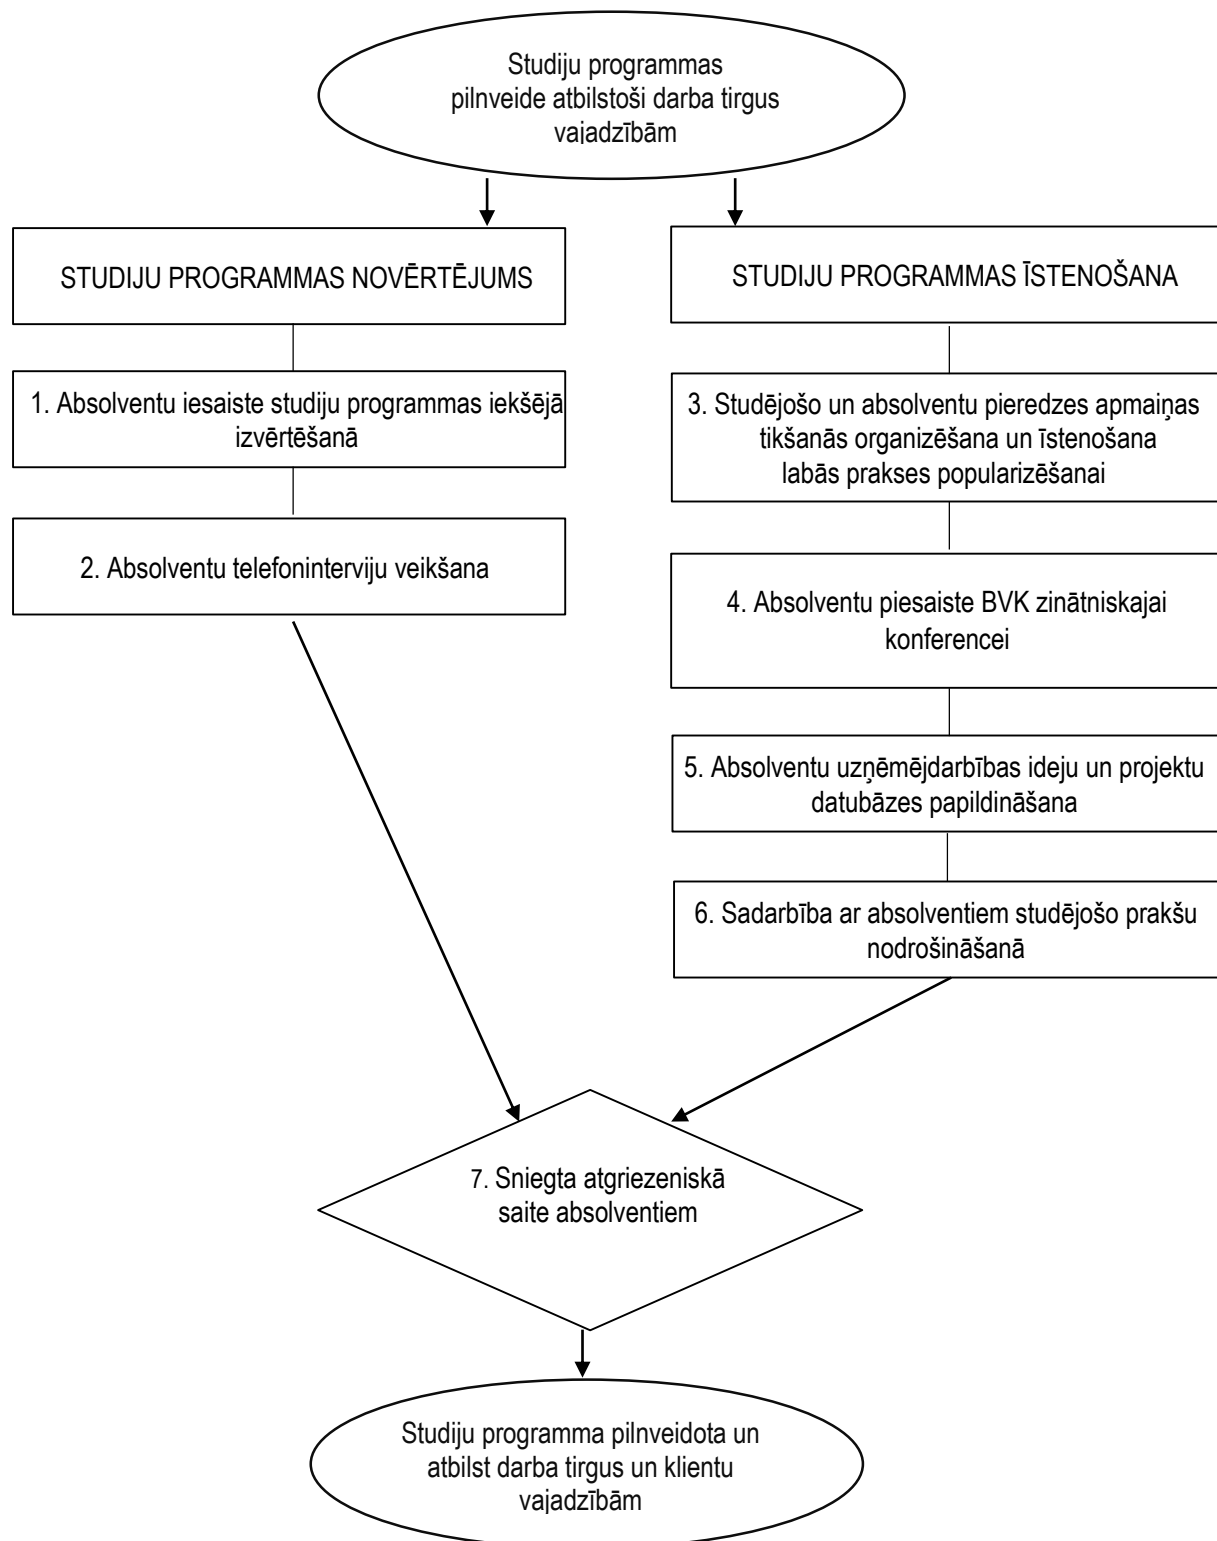 Studiju programmas
pilnveide atbilstoši darba tirgus
vajadzībām
STUDIJU PROGRAMMAS NOVĒRTĒJUMS
1. Absolventu iesaiste studiju programmas iekšējā
izvērtēšanā
2. Absolventu telefoninterviju veikšana
STUDIJU PROGRAMMAS ĪSTENOŠANA
3. Studējošo un absolventu pieredzes apmaiņas
tikšanās organizēšana un īstenošana
labās prakses popularizēšanai
4. Absolventu piesaiste BVK zinātniskajai
konferencei
5. Absolventu uzņēmējdarbības ideju un projektu
datubāzes papildināšana
6. Sadarbība ar absolventiem studējošo prakšu
nodrošināšanā
7. Sniegta atgriezeniskā
saite absolventiem
Studiju programma pilnveidota un
atbilst darba tirgus un klientu
vajadzībām